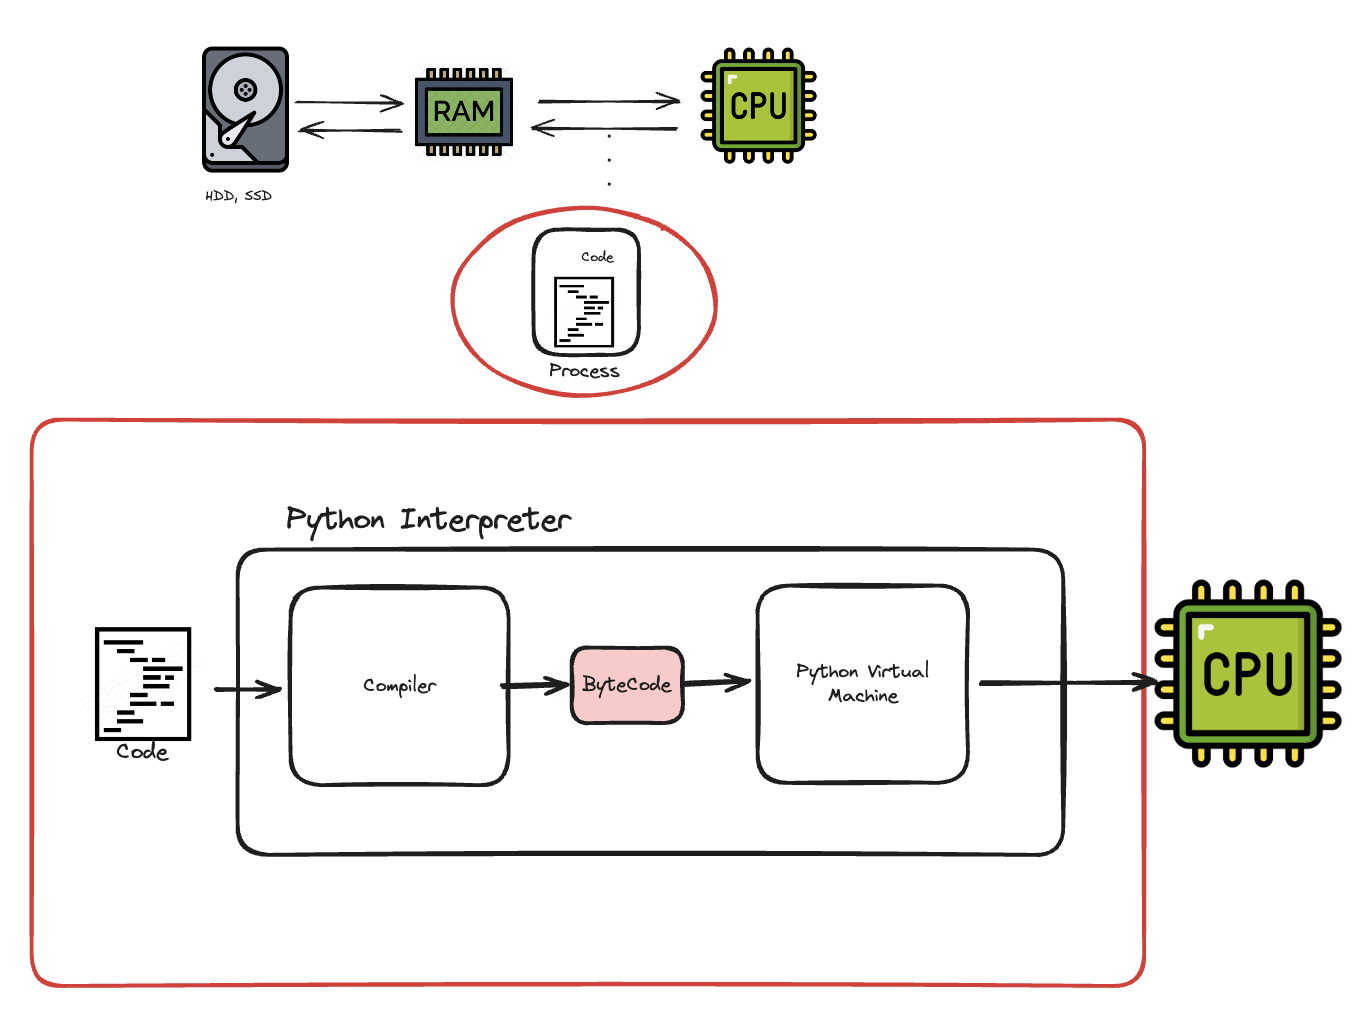 RAM
CPU
HDD, SSD
Code
Process
Python Interpreter
Compiler
ByteCode
Python Virtual
Machine
CPU
Code